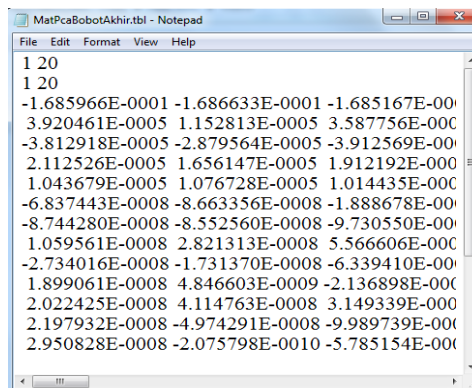 MatPcaBobotAkhir.tbl - Notepad
File Edit Format View Help
1 20
1 20
-1.685966E-0001 -1.686633E-0001 -1.685167E-00
3.920461E-0005 1.152813E-0005 3.587756E-000
-3.812918E-0005 -2.879564E-0005 -3.912569E-00
2.112526E-0005 1.656147E-0005 1.912192E-000
1.043679E-0005 1.076728E-0005 1.014435E-000
-6.837443E-0008 -8.663356E-0008 -1.888678E-00
-8.744280E-0008 -8.552560E-0008 -9.730550E-00
1.059561E-0008 2.821313E-0008 5.566606E-000
-2.734016E-0008 -1.731370E-0008 -6.339410E-00
1.899061E-0008 4.846603E-0009 -2.136898E-00
2.022425E-0008 4.114763E-0008 3.149339E-000
2.197932E-0008 -4.974291E-0008 -9.989739E-00
2.950828E-0008 -2.075798E-0010 -5.785154E-00